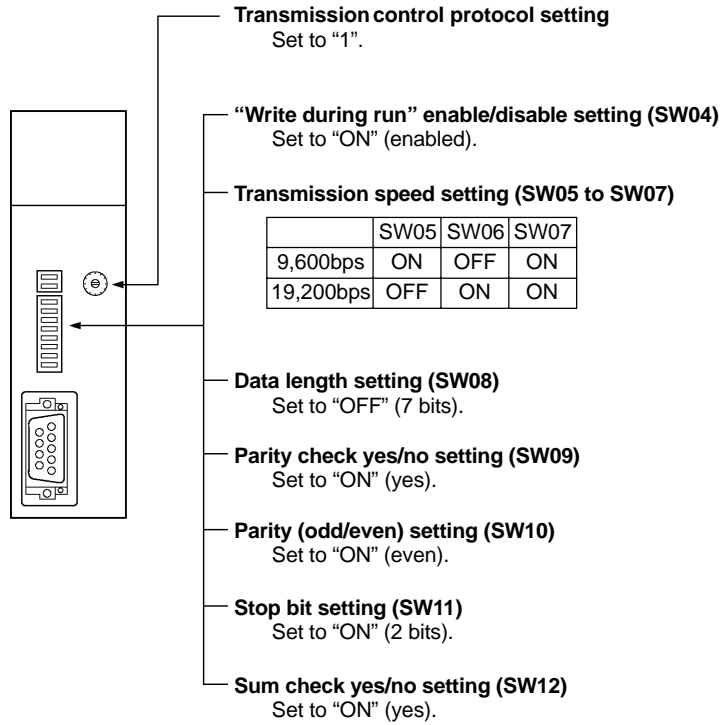 Transmission control protocol setting
Set to “1”.
“Write during run” enable/disable setting (SW04)
Set to “ON” (enabled).
Transmission speed setting (SW05 to SW07)
SW05 SW06 SW07
9,600bps ON OFF ON
19,200bps OFF ON ON
Data length setting (SW08)
Set to “OFF” (7 bits).
Parity check yes/no setting (SW09)
Set to “ON” (yes).
Parity (odd/even) setting (SW10)
Set to “ON” (even).
Stop bit setting (SW11)
Set to “ON” (2 bits).
Sum check yes/no setting (SW12)
Set to “ON” (yes).